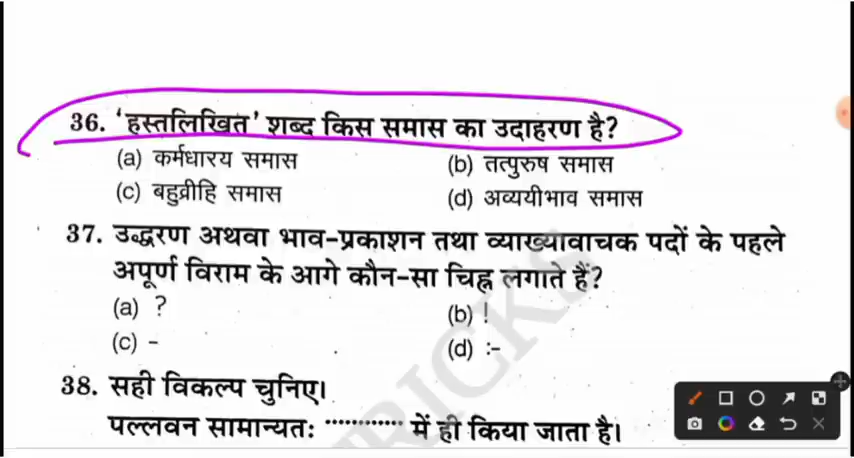 36. ‘हस्तलिखित’ शब्द किस समास का उदाहरण है?
(a) कर्मधारय समास (b) तत्पुरुष समास
(c) बहुव्रीहि समास (d) अव्ययीभाव समास
37. उद्धरण अथवा भाव-प्रकाशन तथा व्याख्यावाचक पदों के पहले
अपूर्ण विराम के आगे कौन-सा चिह्न लगाते हैं?
(a) ? (b) !
(c) - (d) :-
38. सही विकल्प चुनिए।
पल्लवन सामान्यतः ············ में ही किया जाता है।
TRICKS